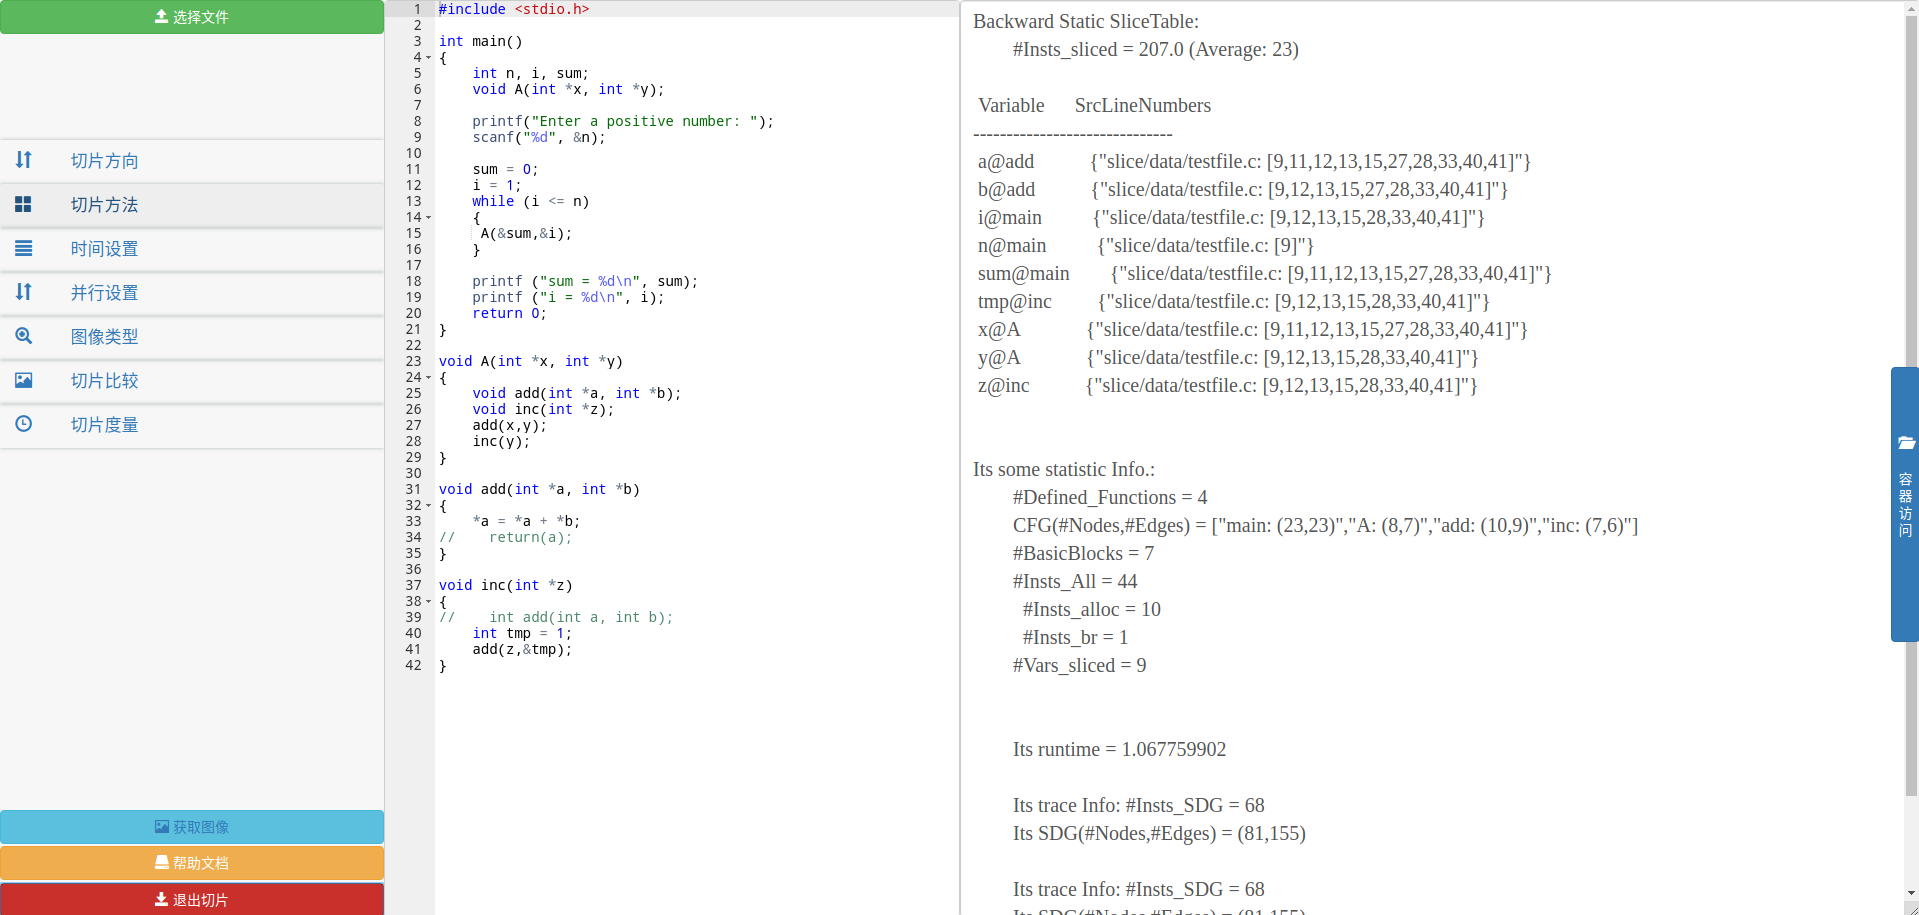 选择文件
切片方向
切片方法
时间设置
并行设置
图像类型
切片比较
切片度量
获取图像
帮助文档
退出切片
1 #include <stdio.h>
2
3 int main()
4 {
5     int n, i, sum;
6     void A(int *x, int *y);
7
8     printf("Enter a positive number: ");
9     scanf("%d", &n);
10
11     sum = 0;
12     i = 1;
13     while (i <= n)
14     {
15      A(&sum,&i);
16     }
17
18     printf ("sum = %d\n", sum);
19     printf ("i = %d\n", i);
20     return 0;
21 }
22
23 void A(int *x, int *y)
24 {
25     void add(int *a, int *b);
26     void inc(int *z);
27     add(x,y);
28     inc(y);
29 }
30
31 void add(int *a, int *b)
32 {
33     *a = *a + *b;
34 //    return(a);
35 }
36
37 void inc(int *z)
38 {
39 //    int add(int a, int b);
40     int tmp = 1;
41     add(z,&tmp);
42 }
Backward Static SliceTable:
#Insts_sliced = 207.0 (Average: 23)
Variable SrcLineNumbers
------------------------------
a@add {"slice/data/testfile.c: [9,11,12,13,15,27,28,33,40,41]"}
b@add {"slice/data/testfile.c: [9,12,13,15,27,28,33,40,41]"}
i@main {"slice/data/testfile.c: [9,12,13,15,28,33,40,41]"}
n@main {"slice/data/testfile.c: [9]"}
sum@main {"slice/data/testfile.c: [9,11,12,13,15,27,28,33,40,41]"}
tmp@inc {"slice/data/testfile.c: [9,12,13,15,28,33,40,41]"}
x@A {"slice/data/testfile.c: [9,11,12,13,15,27,28,33,40,41]"}
y@A {"slice/data/testfile.c: [9,12,13,15,28,33,40,41]"}
z@inc {"slice/data/testfile.c: [9,12,13,15,28,33,40,41]"}
Its some statistic Info.:
#Defined_Functions = 4
CFG(#Nodes,#Edges) = ["main: (23,23)","A: (8,7)","add: (10,9)","inc: (7,6)"]
#BasicBlocks = 7
#Insts_All = 44
#Insts_alloc = 10
#Insts_br = 1
#Vars_sliced = 9
Its runtime = 1.067759902
Its trace Info: #Insts_SDG = 68
Its SDG(#Nodes,#Edges) = (81,155)
Its trace Info: #Insts_SDG = 68
Its SDG(#Nodes,#Edges) = (81,155)
容器访问